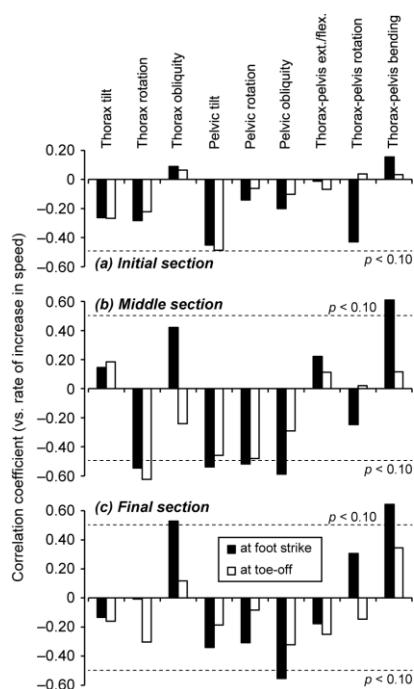 Thorax tilt
Thorax rotation
Thorax obliquity
Pelvic tilt
Pelvic rotation
Pelvic obliquity
Thorax-pelvis ext./flex.
Thorax-pelvis rotation
Thorax-pelvis bending
Correlation coefficient (vs. rate of increase in speed)
0.20
0
−0.20
−0.40
−0.60
(a) Initial section
p < 0.10
0.60
(b) Middle section
p < 0.10
0.40
0.20
0
−0.20
−0.40
−0.60
p < 0.10
0.60
(c) Final section
p < 0.10
0.40
at foot strike
0.20
at toe-off
0
−0.20
−0.40
−0.60
p < 0.10